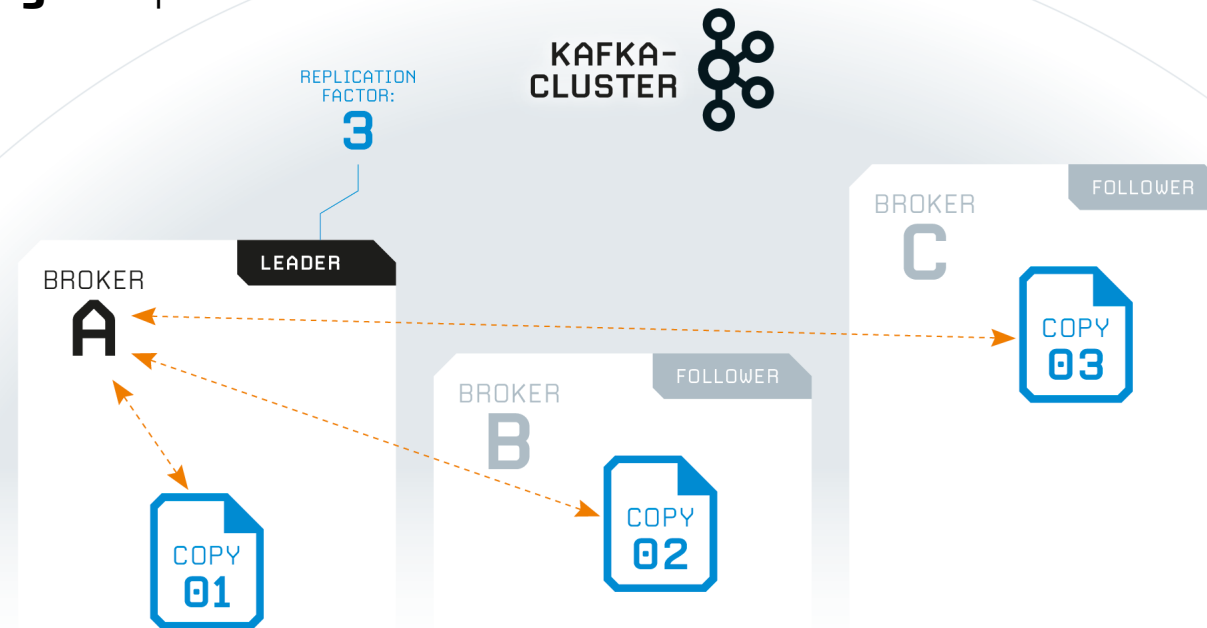 KAFKA-
CLUSTER
REPLICATION
FACTOR:
3
LEADER
BROKER
A
COPY
01
FOLLOWER
BROKER
B
COPY
02
FOLLOWER
BROKER
C
COPY
03